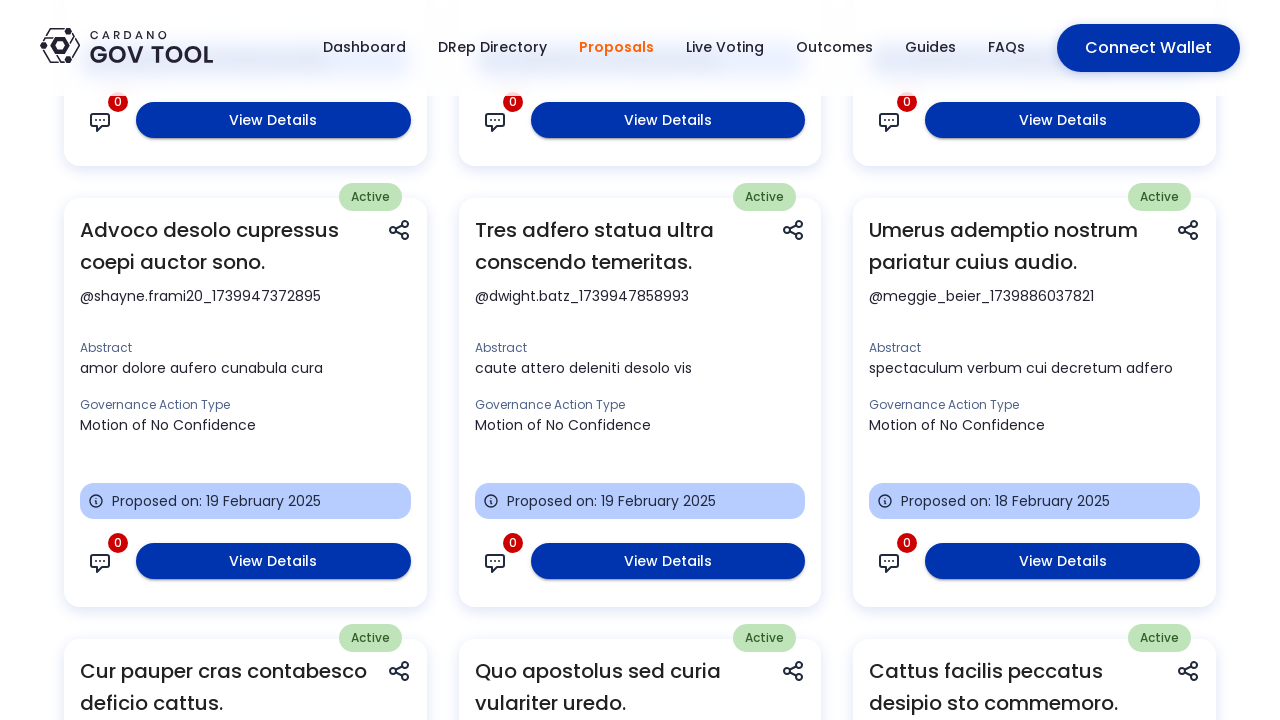 CARDANO
GOV TOOL
Dashboard
DRep Directory
Proposals
Live Voting
Outcomes
Guides
FAQs
Connect Wallet
0
View Details
0
View Details
0
View Details
Active
Advoco desolo cupressus
coepi auctor sono.
@shayne.frami20_1739947372895
Abstract
amor dolore aufero cunabula cura
Governance Action Type
Motion of No Confidence
Proposed on: 19 February 2025
0
View Details
Active
Tres adfero statua ultra
conscendo temeritas.
@dwight.batz_1739947858993
Abstract
caute attero deleniti desolo vis
Governance Action Type
Motion of No Confidence
Proposed on: 19 February 2025
0
View Details
Active
Umerus ademptio nostrum
pariatur cuius audio.
@meggie_beier_1739886037821
Abstract
spectaculum verbum cui decretum adfero
Governance Action Type
Motion of No Confidence
Proposed on: 18 February 2025
0
View Details
Active
Cur pauper cras contabesco
deficio cattus.
Active
Quo apostolus sed curia
vulariter uredo.
Active
Cattus facilis peccatus
desipio sto commemoro.